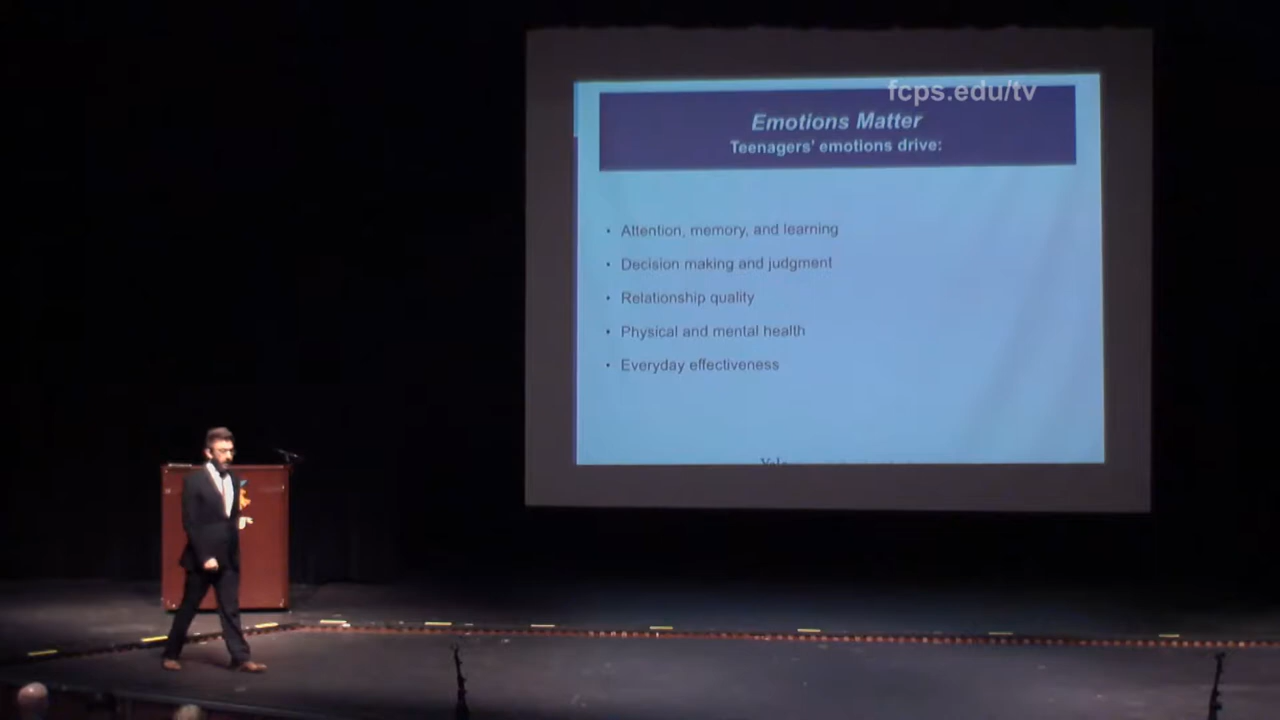 fcps.edu/tv
Emotions Matter
Teenagers' emotions drive:
• Attention, memory, and learning
• Decision making and judgment
• Relationship quality
• Physical and mental health
• Everyday effectiveness